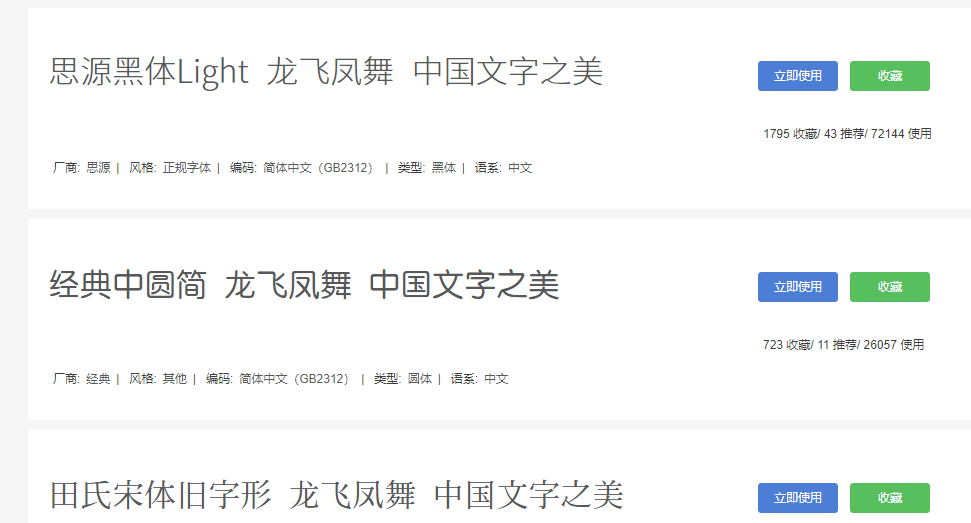 思源黑体Light 龙飞凤舞 中国文字之美
立即使用 收藏
1795 收藏/ 43 推荐/ 72144 使用
厂商: 思源 | 风格: 正规字体 | 编码: 简体中文（GB2312） | 类型: 黑体 | 语系: 中文
经典中圆简 龙飞凤舞 中国文字之美
立即使用 收藏
723 收藏/ 11 推荐/ 26057 使用
厂商: 经典 | 风格: 其他 | 编码: 简体中文（GB2312） | 类型: 圆体 | 语系: 中文
田氏宋体旧字形 龙飞凤舞 中国文字之美
立即使用 收藏